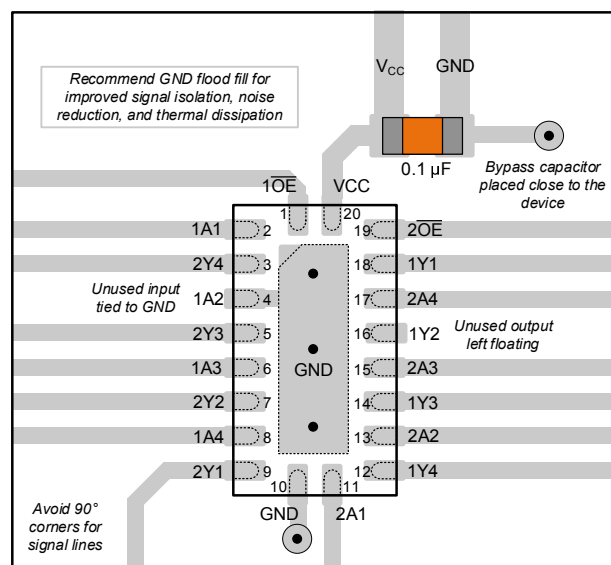 V_CC GND
Recommend GND flood fill for
improved signal isolation, noise
reduction, and thermal dissipation
0.1 µF
Bypass capacitor
placed close to the
device
1O̅E̅ VCC
1 20
1A1 2 19 2O̅E̅
2Y4 3 18 1Y1
Unused input
tied to GND
1A2 4 17 2A4
2Y3 5 16 1Y2
Unused output
left floating
1A3 6 GND 15 2A3
2Y2 7 14 1Y3
1A4 8 13 2A2
2Y1 9 12 1Y4
10 11
GND 2A1
Avoid 90°
corners for
signal lines